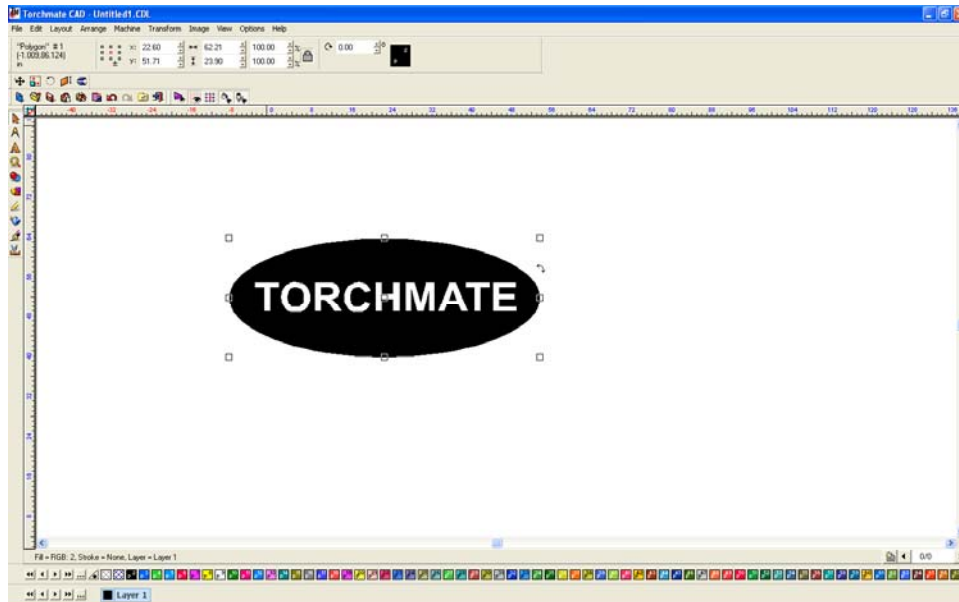 Torchmate CAD - Untitled1.CDL
File Edit Layout Arrange Machine Transform Image View Options Help
"Polygon" # 1
in
x: 22.60 62.21 100.00 % 0.00 °
y: 51.71 23.90 100.00 %
TORCHMATE
Fill = RGB: 2, Stroke = None, Layer = Layer 1
0/0
Layer 1